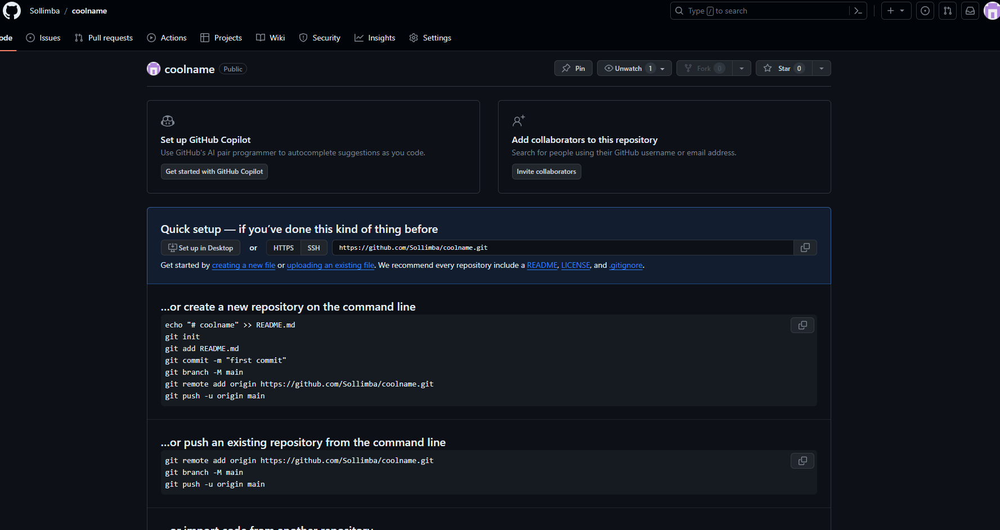 Sollimba / coolname
Type / to search
ode Issues Pull requests Actions Projects Wiki Security Insights Settings
coolname Public
Pin Unwatch 1 Fork 0 Star 0
Set up GitHub Copilot
Use GitHub's AI pair programmer to autocomplete suggestions as you code.
Get started with GitHub Copilot
Add collaborators to this repository
Search for people using their GitHub username or email address.
Invite collaborators
Quick setup — if you've done this kind of thing before
Set up in Desktop or HTTPS SSH https://github.com/Sollimba/coolname.git
Get started by creating a new file or uploading an existing file. We recommend every repository include a README, LICENSE, and .gitignore.
…or create a new repository on the command line
echo "# coolname" >> README.md
git init
git add README.md
git commit -m "first commit"
git branch -M main
git remote add origin https://github.com/Sollimba/coolname.git
git push -u origin main
…or push an existing repository from the command line
git remote add origin https://github.com/Sollimba/coolname.git
git branch -M main
git push -u origin main
…or import code from another repository